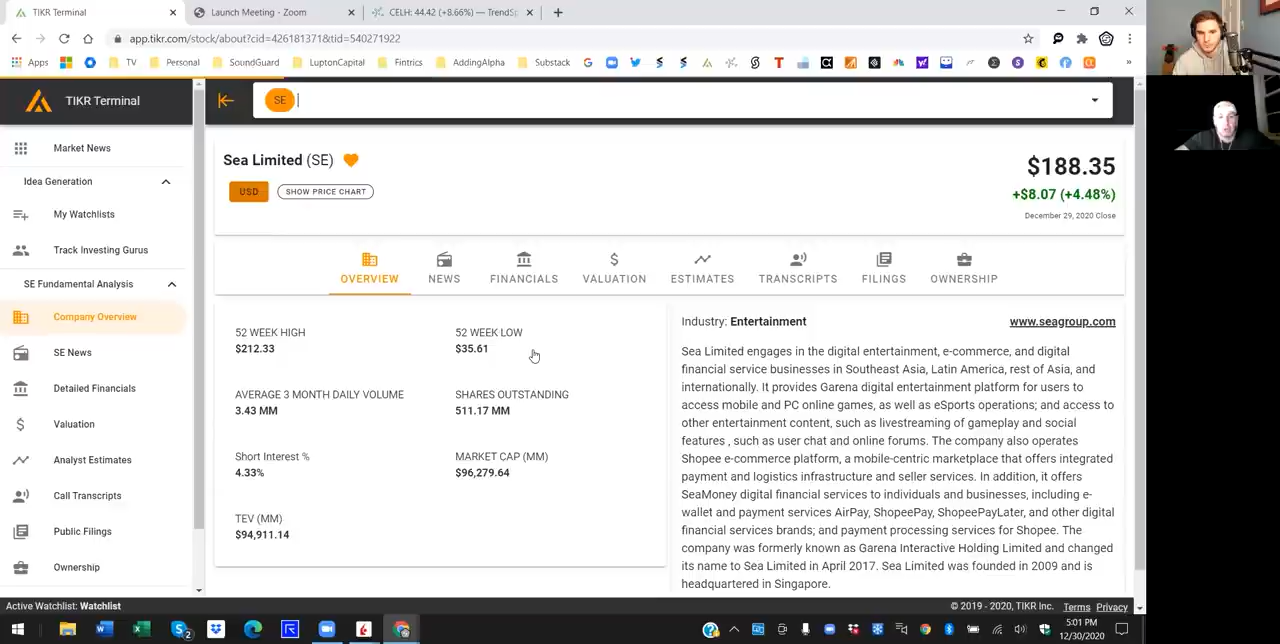 TIKR Terminal
Launch Meeting - Zoom
CELH: 44.42 (+8.66%) — TrendSp
app.tikr.com/stock/about?cid=426181371&tid=540271922
Apps
TV
Personal
SoundGuard
LuptonCapital
Fintrics
AddingAlpha
Substack
TIKR Terminal
SE
Market News
Idea Generation
My Watchlists
Track Investing Gurus
SE Fundamental Analysis
Company Overview
SE News
Detailed Financials
Valuation
Analyst Estimates
Call Transcripts
Public Filings
Ownership
Sea Limited (SE)
USD
SHOW PRICE CHART
$188.35
+$8.07 (+4.48%)
December 29, 2020 Close
OVERVIEW
NEWS
FINANCIALS
VALUATION
ESTIMATES
TRANSCRIPTS
FILINGS
OWNERSHIP
52 WEEK HIGH
$212.33
52 WEEK LOW
$35.61
AVERAGE 3 MONTH DAILY VOLUME
3.43 MM
SHARES OUTSTANDING
511.17 MM
Short Interest %
4.33%
MARKET CAP (MM)
$96,279.64
TEV (MM)
$94,911.14
Industry: Entertainment
www.seagroup.com
Sea Limited engages in the digital entertainment, e-commerce, and digital
financial service businesses in Southeast Asia, Latin America, rest of Asia, and
internationally. It provides Garena digital entertainment platform for users to
access mobile and PC online games, as well as eSports operations; and access to
other entertainment content, such as livestreaming of gameplay and social
features , such as user chat and online forums. The company also operates
Shopee e-commerce platform, a mobile-centric marketplace that offers integrated
payment and logistics infrastructure and seller services. In addition, it offers
SeaMoney digital financial services to individuals and businesses, including e-
wallet and payment services AirPay, ShopeePay, ShopeePayLater, and other digital
financial services brands; and payment processing services for Shopee. The
company was formerly known as Garena Interactive Holding Limited and changed
its name to Sea Limited in April 2017. Sea Limited was founded in 2009 and is
headquartered in Singapore.
Active Watchlist: Watchlist
© 2019 - 2020, TIKR Inc.
Terms
Privacy
5:01 PM
12/30/2020